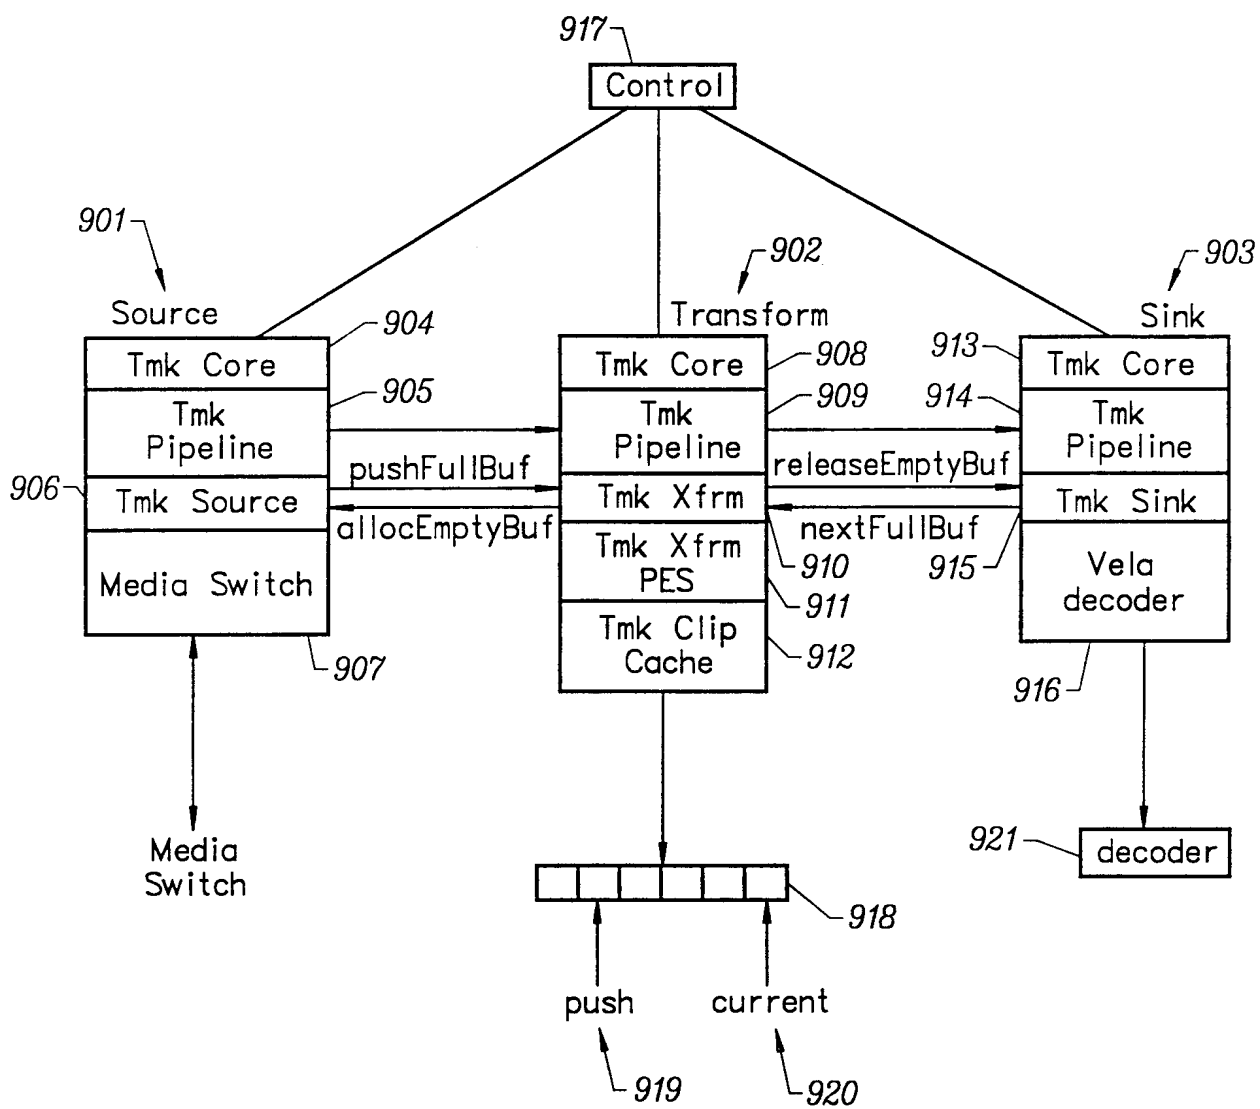 917
Control
901
902
903
Source
Transform
Sink
904
908
913
Tmk Core
Tmk Core
Tmk Core
905
909
914
Tmk
Pipeline
Tmk
Pipeline
Tmk
Pipeline
pushFullBuf
releaseEmptyBuf
906
Tmk Source
Tmk Xfrm
Tmk Sink
allocEmptyBuf
nextFullBuf
910
915
Media Switch
Tmk Xfrm
PES
911
Vela
decoder
Tmk Clip
Cache
912
907
916
Media
Switch
921
decoder
918
push
current
919
920